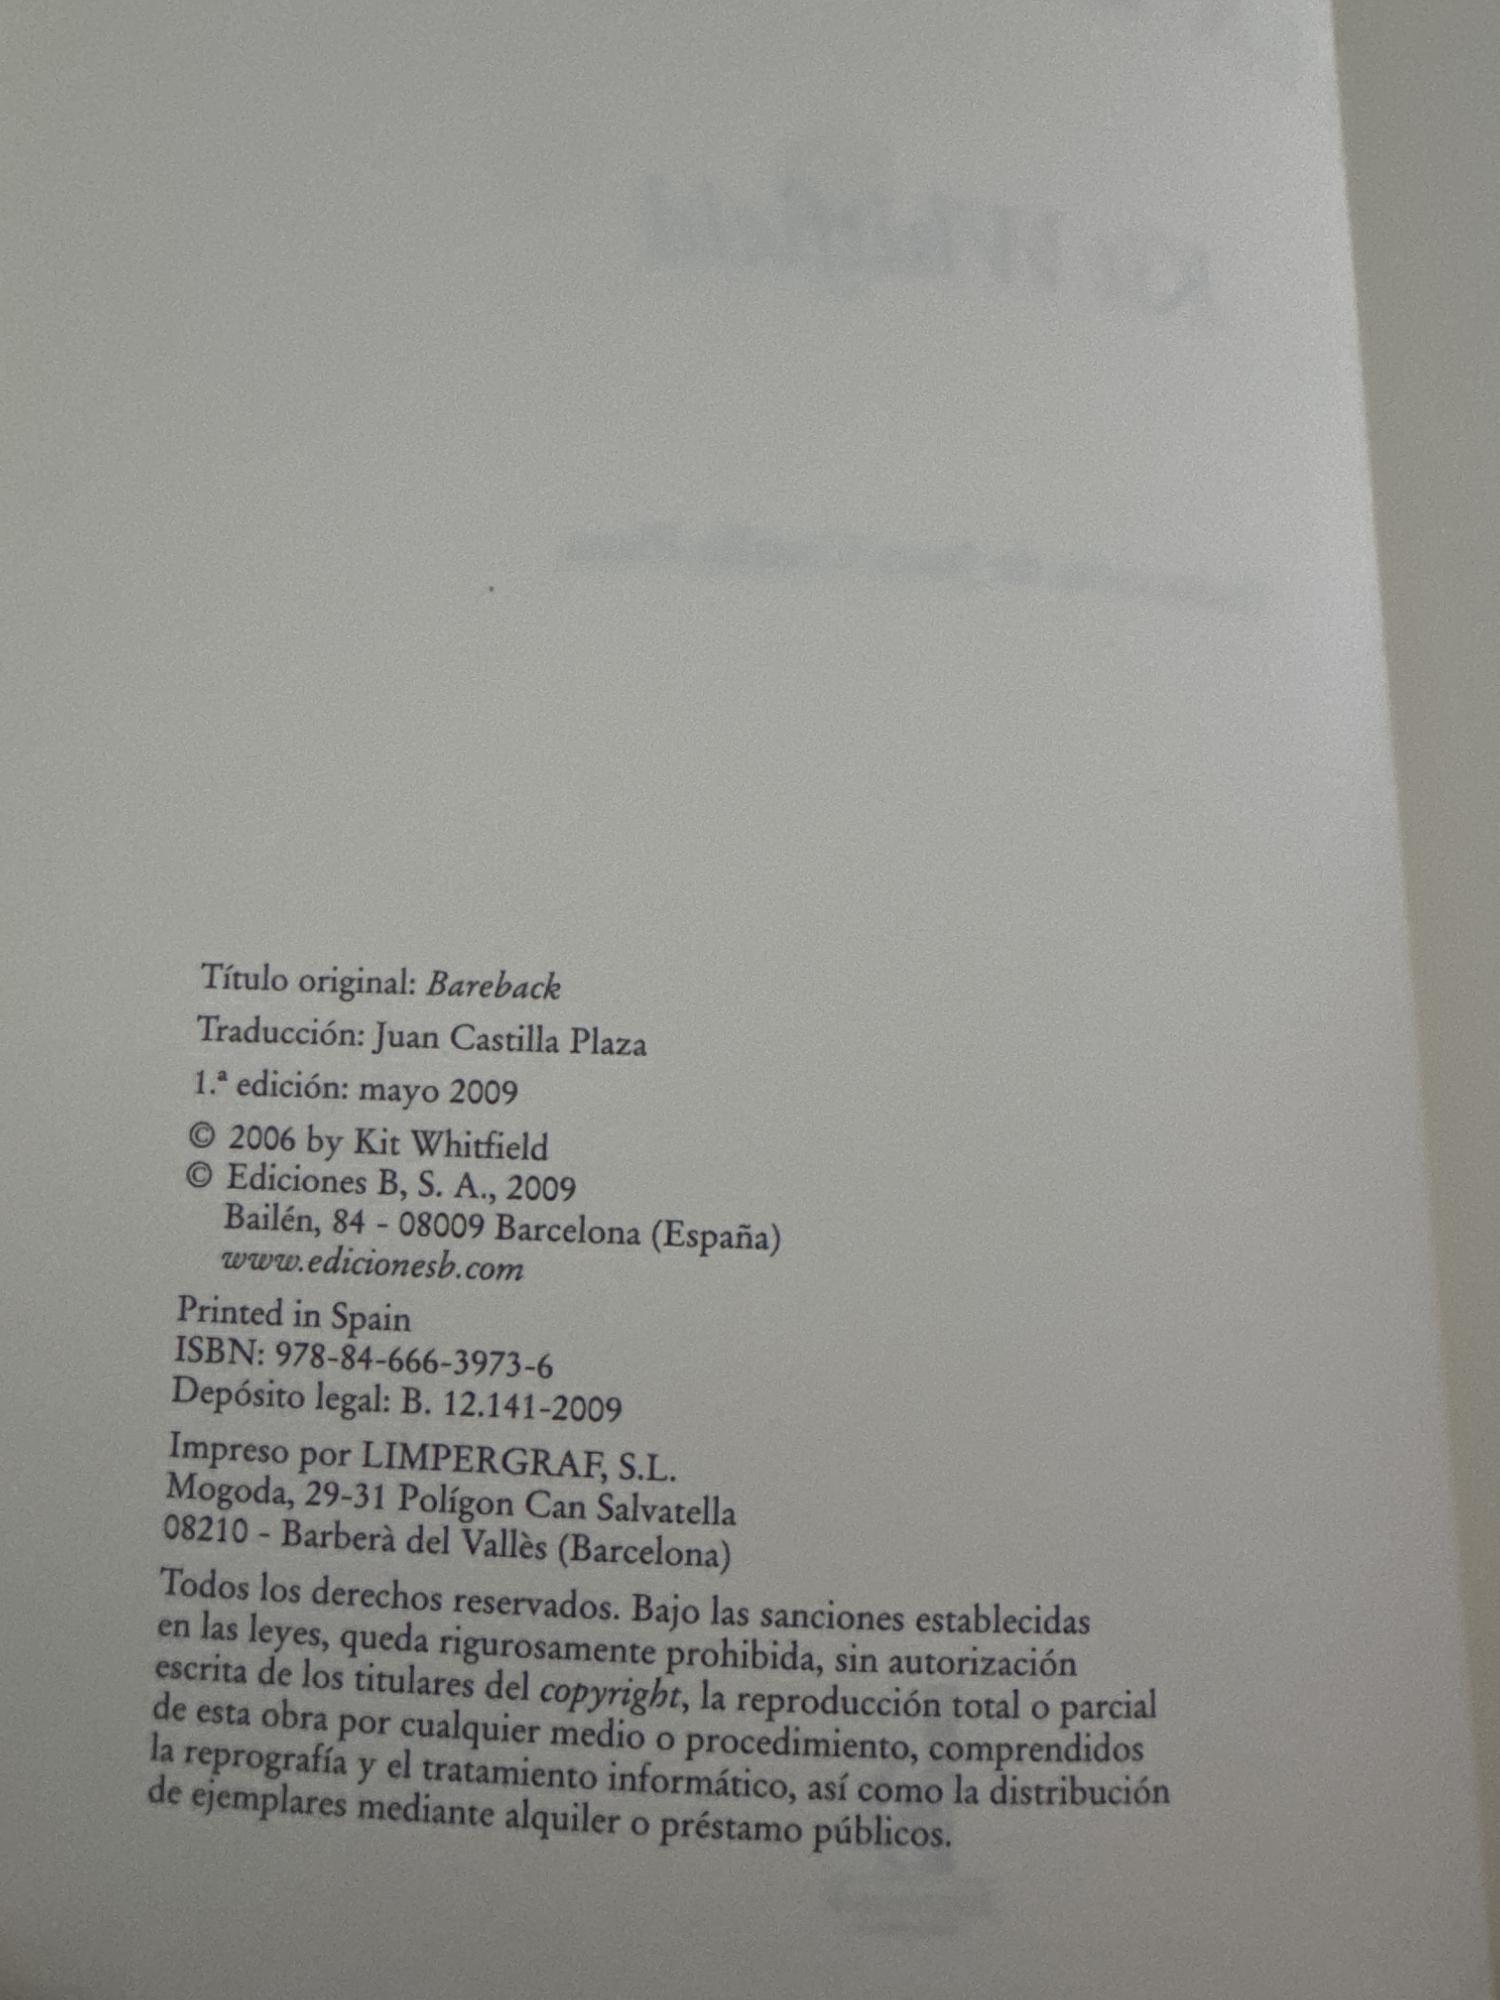 Título original: Bareback
Traducción: Juan Castilla Plaza
1.ª edición: mayo 2009
© 2006 by Kit Whitfield
© Ediciones B, S. A., 2009
Bailén, 84 - 08009 Barcelona (España)
www.edicionesb.com
Printed in Spain
ISBN: 978-84-666-3973-6
Depósito legal: B. 12.141-2009
Impreso por LIMPERGRAF, S.L.
Mogoda, 29-31 Polígon Can Salvatella
08210 - Barberà del Vallès (Barcelona)
Todos los derechos reservados. Bajo las sanciones establecidas
en las leyes, queda rigurosamente prohibida, sin autorización
escrita de los titulares del copyright, la reproducción total o parcial
de esta obra por cualquier medio o procedimiento, comprendidos
la reprografía y el tratamiento informático, así como la distribución
de ejemplares mediante alquiler o préstamo públicos.